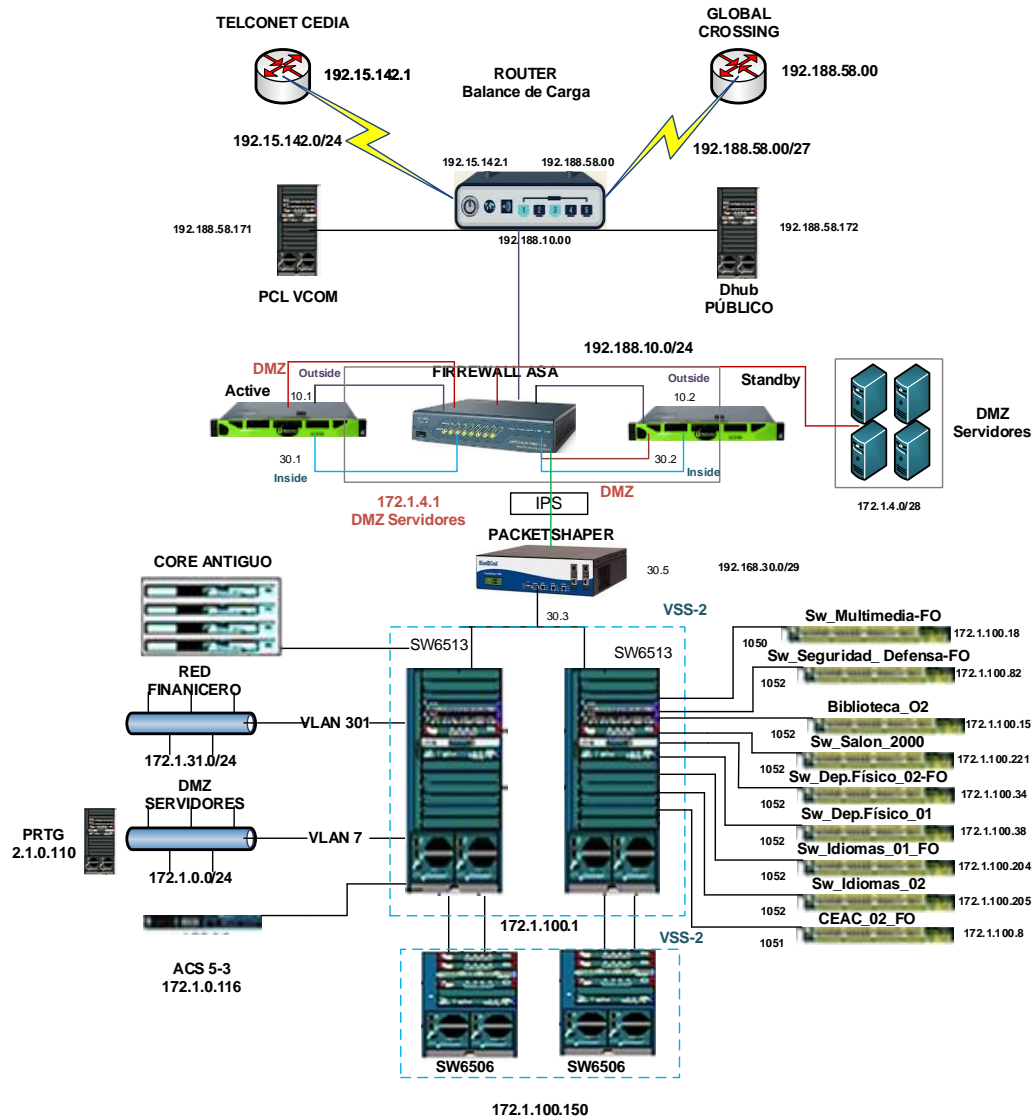 TELCONET CEDIA
GLOBAL
CROSSING
192.15.142.1
ROUTER
Balance de Carga
192.188.58.00
192.15.142.0/24
192.188.58.00/27
192.15.142.1
192.188.58.00
192.188.58.171
192.188.58.172
192.188.10.00
PCL VCOM
Dhub
PÚBLICO
192.188.10.0/24
DMZ
Outside
FIRREWALL ASA
Outside
Active
Standby
10.1
10.2
DMZ
Servidores
30.1
30.2
Inside
Inside
172.1.4.1
DMZ Servidores
DMZ
IPS
172.1.4.0/28
PACKETSHAPER
CORE ANTIGUO
30.5
192.168.30.0/29
30.3
VSS-2
SW6513
SW6513
Sw_Multimedia-FO
1050
172.1.100.18
Sw_Seguridad_ Defensa-FO
1052
172.1.100.82
RED
FINANICERO
VLAN 301
172.1.31.0/24
Biblioteca_O2
1052
172.1.100.15
Sw_Salon_2000
1052
172.1.100.221
Sw_Dep.Físico_02-FO
1052
172.1.100.34
DMZ
SERVIDORES
PRTG
2.1.0.110
VLAN 7
172.1.0.0/24
Sw_Dep.Físico_01
1052
172.1.100.38
Sw_Idiomas_01_FO
1052
172.1.100.204
Sw_Idiomas_02
1052
172.1.100.205
CEAC_02_FO
1051
172.1.100.8
172.1.100.1
VSS-2
ACS 5-3
172.1.0.116
SW6506
SW6506
172.1.100.150